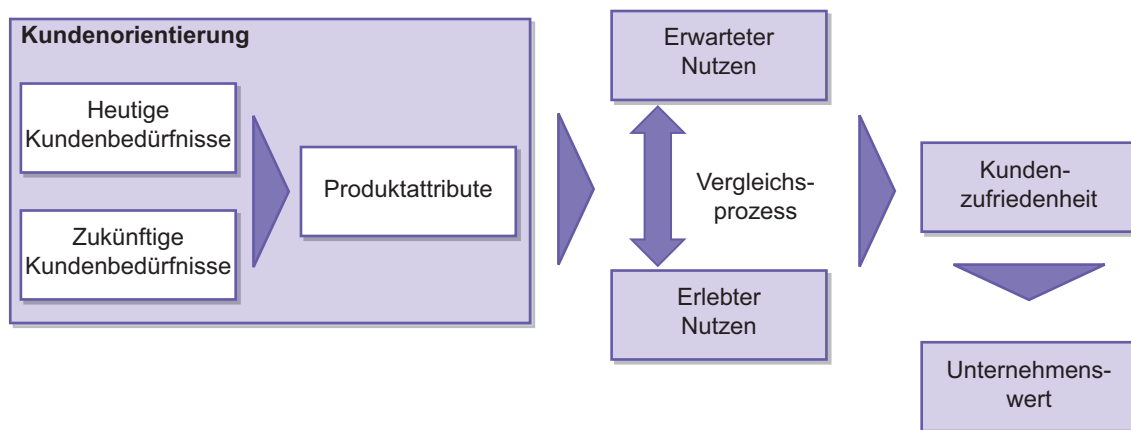 Kundenorientierung
Heutige
Kundenbedürfnisse
Zukünftige
Kundenbedürfnisse
Produktattribute
Erwarteter
Nutzen
Vergleichs-
prozess
Erlebter
Nutzen
Kunden-
zufriedenheit
Unternehmens-
wert